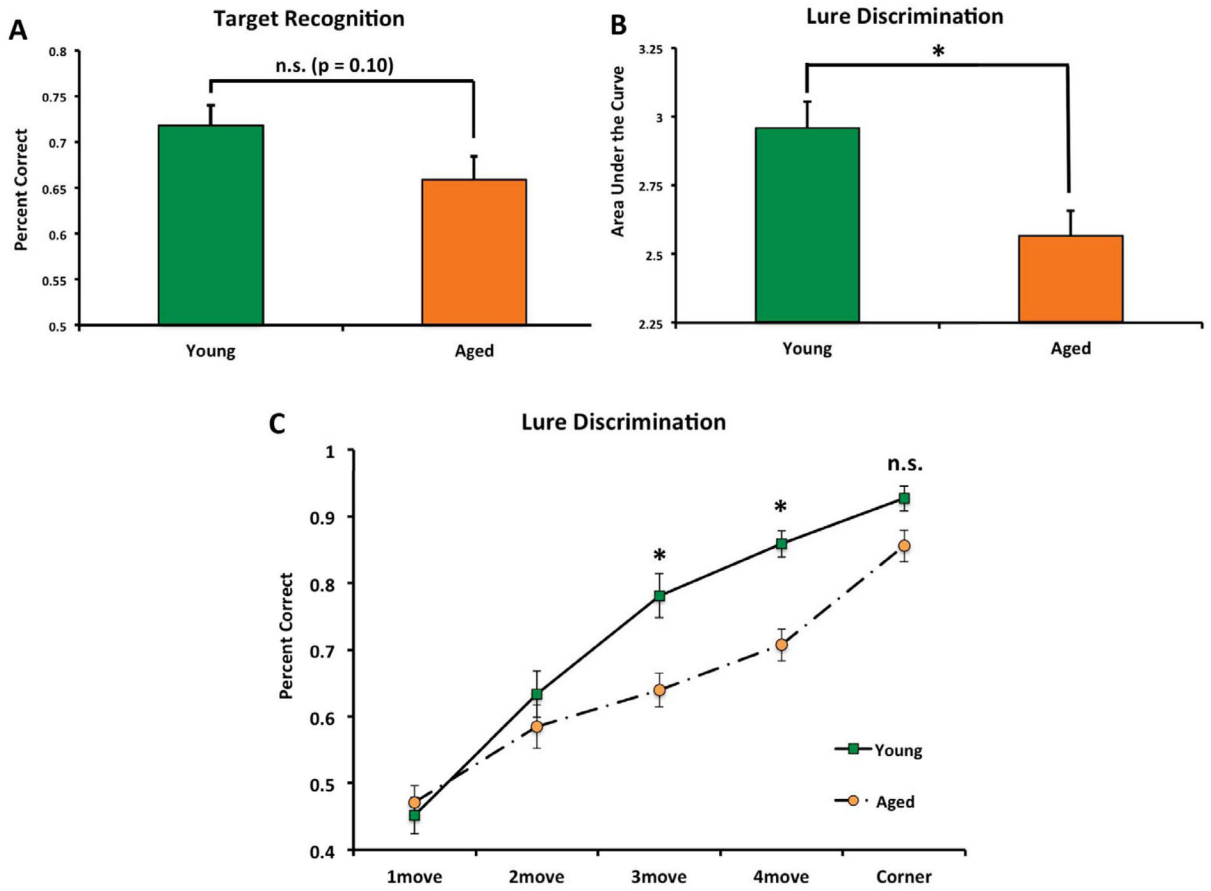 A
Target Recognition
n.s. (p = 0.10)
Percent Correct
0.8
0.75
0.7
0.65
0.6
0.55
0.5
Young
Aged
B
Lure Discrimination
*
Area Under the Curve
3.25
3
2.75
2.5
2.25
Young
Aged
C
Lure Discrimination
Percent Correct
1
0.9
0.8
0.7
0.6
0.5
0.4
*
*
n.s.
Young
Aged
1move
2move
3move
4move
Corner